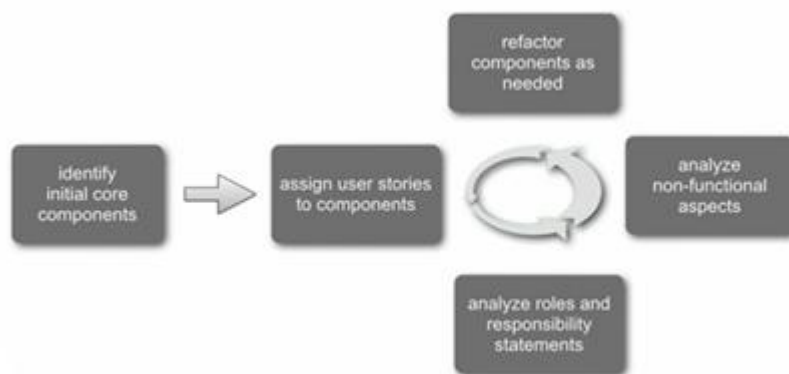 refactor
components as
needed
identify
initial core
components
assign user stories
to components
analyze
non-functional
aspects
analyze roles and
responsibility
statements